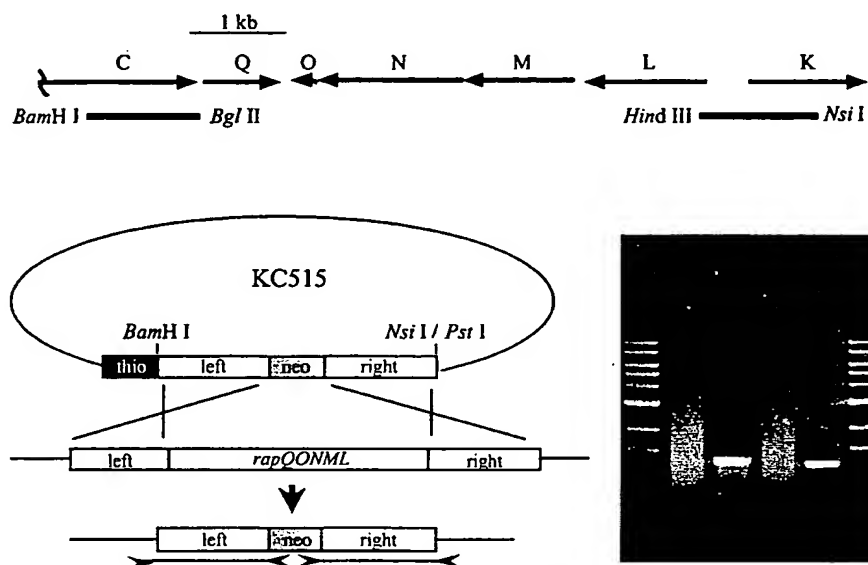 1 kb
C Q O N M L K
BamH I Bgl II Hind III Nsi I
KC515
BamH I Nsi I / Pst I
thio left neo right
left rapQONML right
left neo right